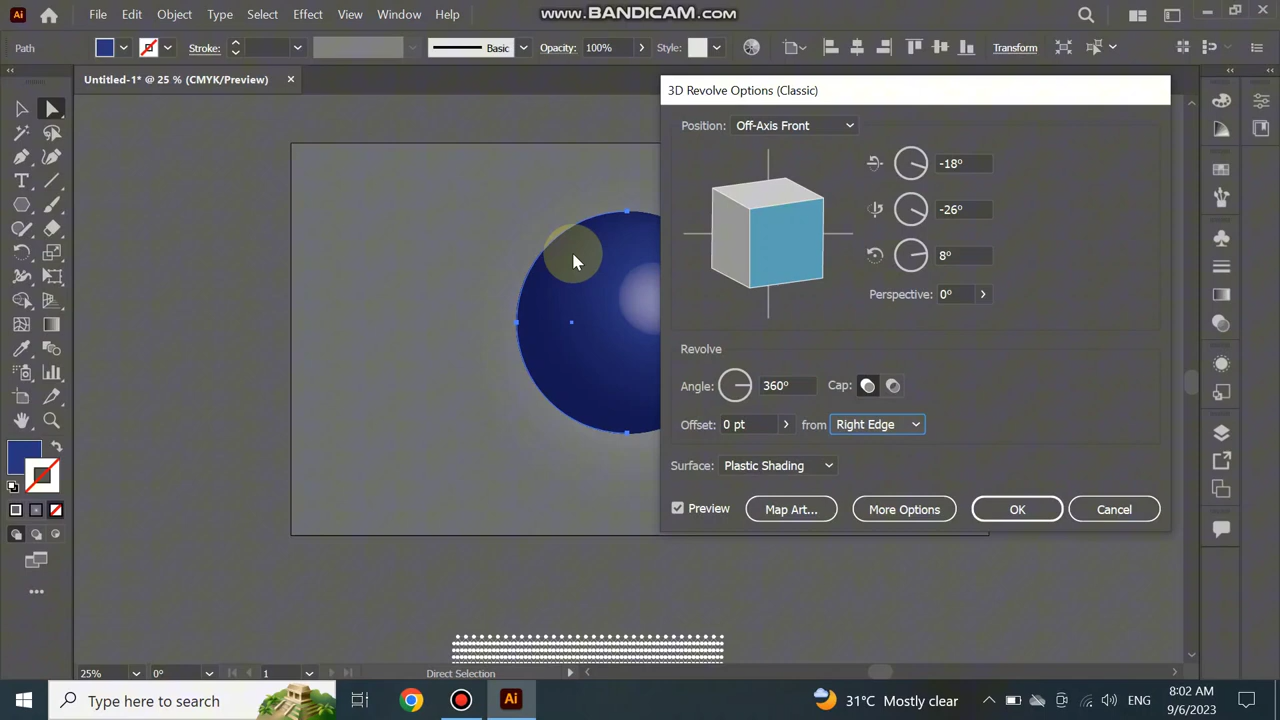 Ai File Edit Object Type Select Effect View Window Help
www.BANDICAM.com
Path Stroke: Basic Opacity: 100% Style: Transform
Untitled-1* @ 25 % (CMYK/Preview)
3D Revolve Options (Classic)
Position: Off-Axis Front
-18°
-26°
8°
Perspective: 0°
Revolve
Angle: 360° Cap:
Offset: 0 pt from Right Edge
Surface: Plastic Shading
Preview Map Art... More Options OK Cancel
25% 0° 1 Direct Selection
Type here to search Ai 31°C Mostly clear ENG
8:02 AM
9/6/2023